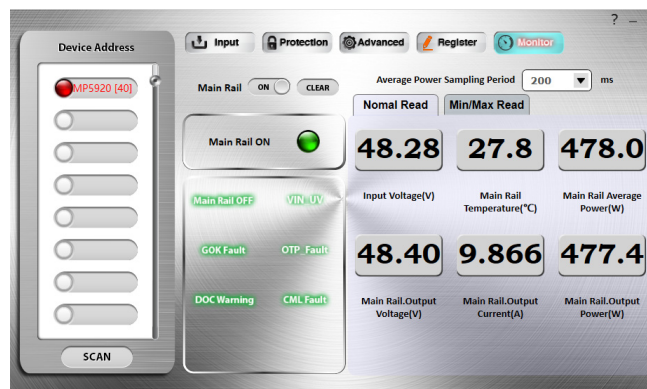 ? –
Device Address
Input
Protection
Advanced
Register
Monitor
MP5920 [40]
SCAN
Main Rail
ON
CLEAR
Main Rail ON
Main Rail OFF
VIN_UV
GOK Fault
OTP_Fault
DOC Warning
CML Fault
Average Power Sampling Period
200
ms
Nomal Read
Min/Max Read
48.28
27.8
478.0
Input Voltage(V)
Main Rail
Temperature(℃)
Main Rail Average
Power(W)
48.40
9.866
477.4
Main Rail.Output
Voltage(V)
Main Rail.Output
Current(A)
Main Rail.Output
Power(W)